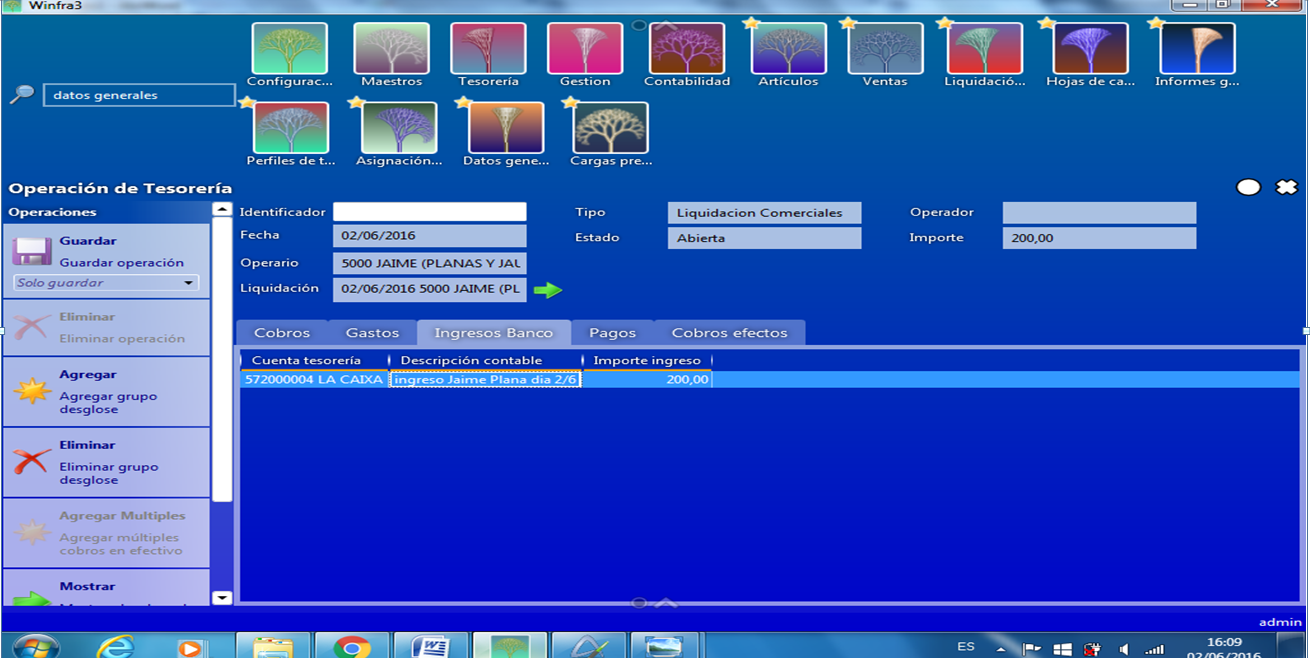 Winfra3
Configurac...
Maestros
Tesorería
Gestion
Contabilidad
Artículos
Ventas
Liquidació...
Hojas de ca...
Informes g...
datos generales
Perfiles de t...
Asignación...
Datos gene...
Cargas pre...
Operación de Tesorería
Operaciones
Guardar
Guardar operación
Solo guardar
Eliminar
Eliminar operación
Agregar
Agregar grupo
desglose
Eliminar
Eliminar grupo
desglose
Agregar Multiples
Agregar múltiples
cobros en efectivo
Mostrar
Identificador
Tipo Liquidacion Comerciales
Operador
Fecha 02/06/2016
Estado Abierta
Importe 200,00
Operario 5000 JAIME (PLANAS Y JAU
Liquidación 02/06/2016 5000 JAIME (PL
Cobros Gastos Ingresos Banco Pagos Cobros efectos
Cuenta tesorería Descripción contable Importe ingreso
572000004 LA CAIXA ingreso Jaime Plana dia 2/6 200,00
admin
ES
16:09
02/06/2016